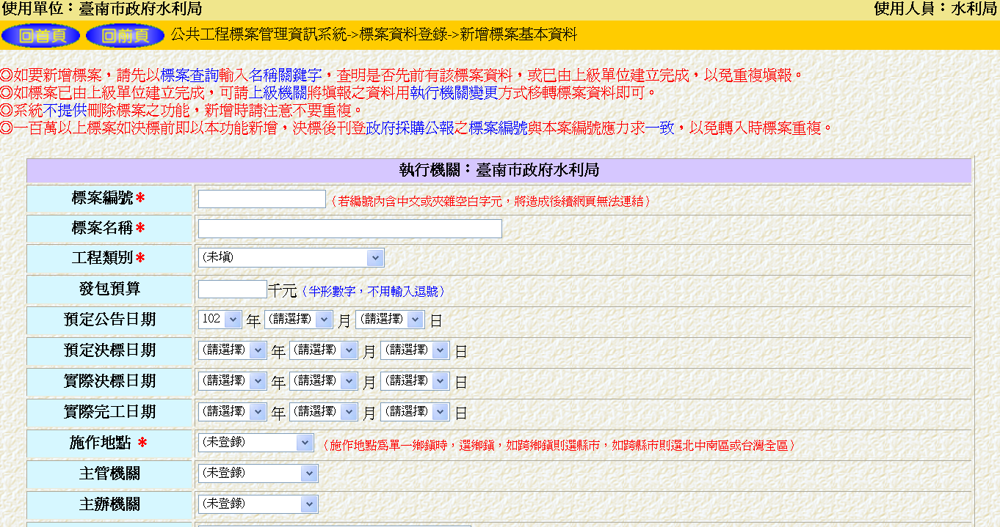 使用單位：臺南市政府水利局 使用人員：水利局
回首頁 回前頁 公共工程標案管理資訊系統->標案資料登錄->新增標案基本資料
◎如要新增標案，請先以標案查詢輸入名稱關鍵字，查明是否先前有該標案資料，或已由上級單位建立完成，以免重複填報。
◎如標案已由上級單位建立完成，可請上級機關將填報之資料用執行機關變更方式移轉標案資料即可。
◎系統不提供刪除標案之功能，新增時請注意不要重複。
◎一百萬以上標案如決標前即以本功能新增，決標後刊登政府採購公報之標案編號與本案編號應力求一致，以免轉入時標案重複。
執行機關：臺南市政府水利局
標案編號* （若編號內含中文或夾雜空白字元，將造成後續網頁無法連結）
標案名稱*
工程類別* (未填)
發包預算 千元（半形數字，不用輸入逗號）
預定公告日期 102 年 (請選擇) 月 (請選擇) 日
預定決標日期 (請選擇) 年 (請選擇) 月 (請選擇) 日
實際決標日期 (請選擇) 年 (請選擇) 月 (請選擇) 日
實際完工日期 (請選擇) 年 (請選擇) 月 (請選擇) 日
施作地點 * (未登錄) （施作地點為單一鄉鎮時，選鄉鎮，如跨鄉鎮則選縣市，如跨縣市則選北中南區或台灣全區）
主管機關 (未登錄)
主辦機關 (未登錄)